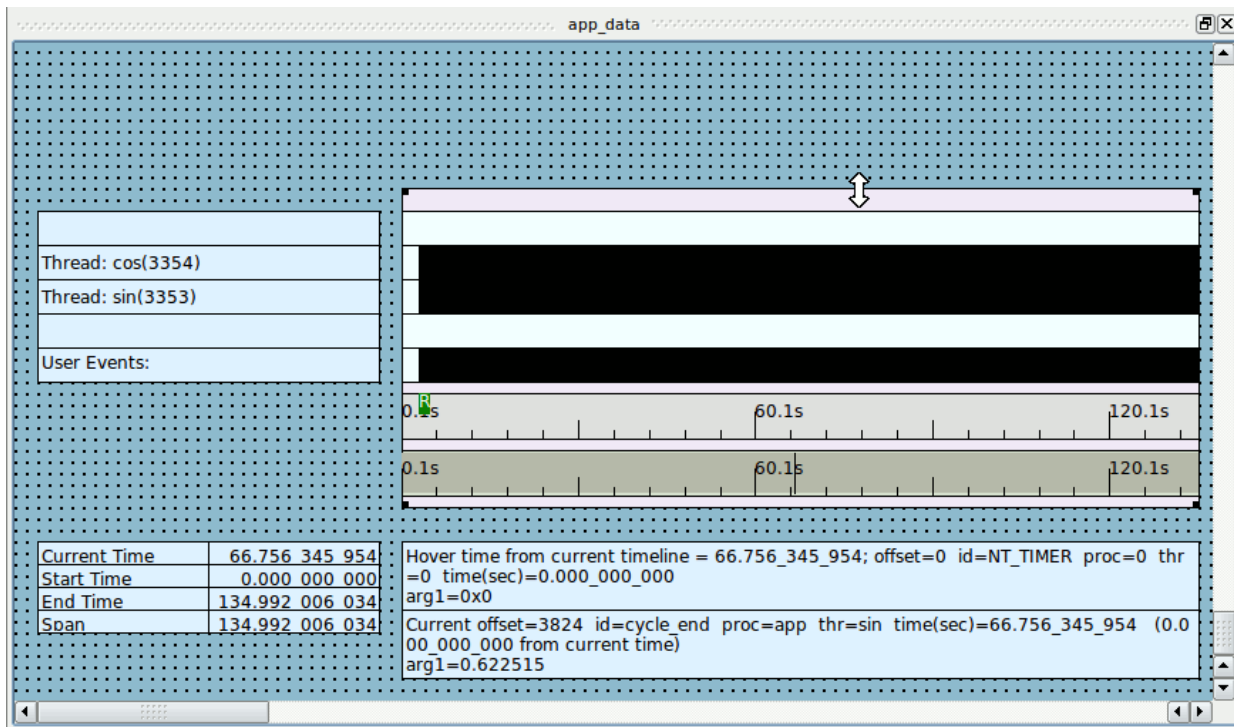 app_data
Thread: cos(3354)
Thread: sin(3353)
User Events:
R
0.1s 60.1s 120.1s
0.1s 60.1s 120.1s
Current Time 66.756 345 954
Start Time 0.000 000 000
End Time 134.992 006 034
Span 134.992 006 034
Hover time from current timeline = 66.756_345_954; offset=0 id=NT_TIMER proc=0 thr
=0 time(sec)=0.000_000_000
arg1=0x0
Current offset=3824 id=cycle_end proc=app thr=sin time(sec)=66.756_345_954 (0.0
00_000_000 from current time)
arg1=0.622515